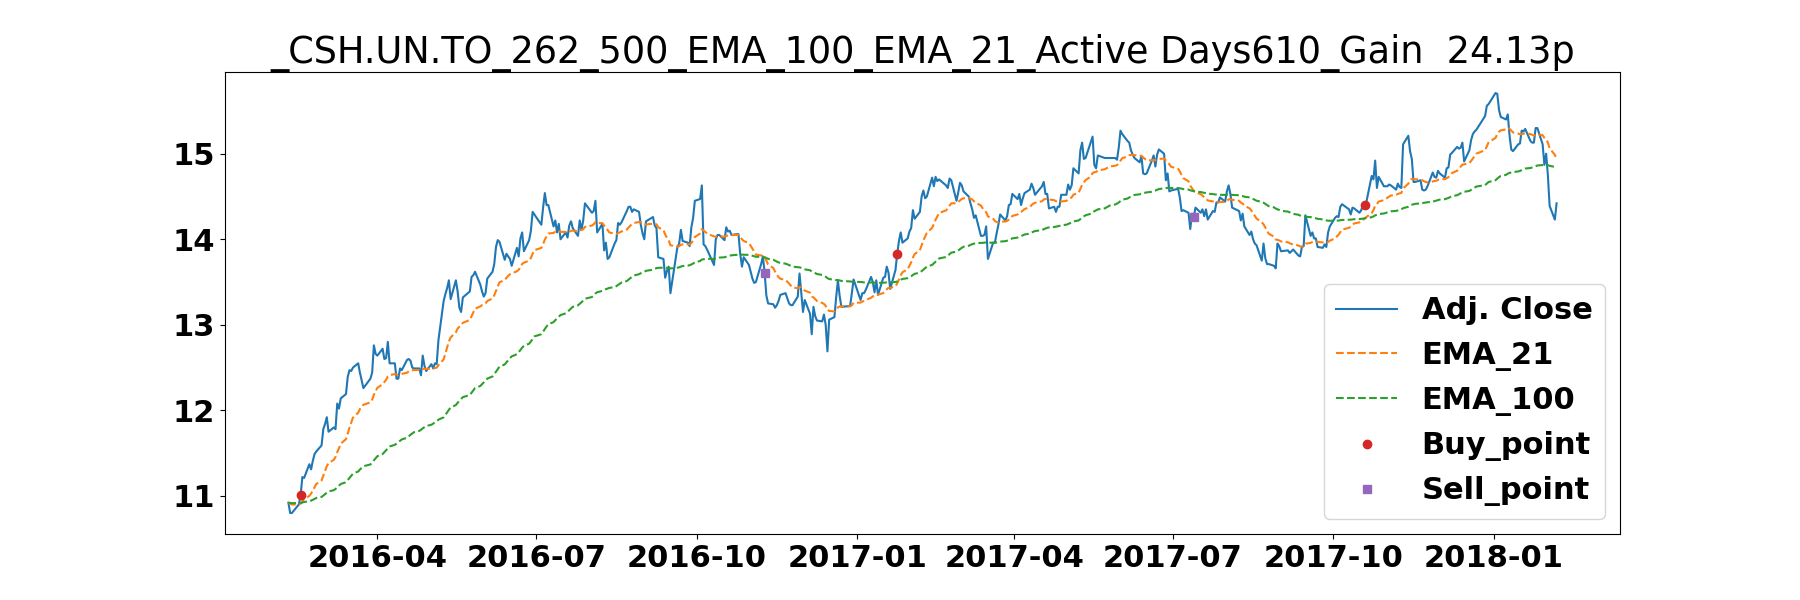 _CSH.UN.TO_262_500_EMA_100_EMA_21_Active Days610_Gain  24.13p
15
14
13
12
11
Adj. Close
EMA_21
EMA_100
Buy_point
Sell_point
2016-04 2016-07 2016-10 2017-01 2017-04 2017-07 2017-10 2018-01